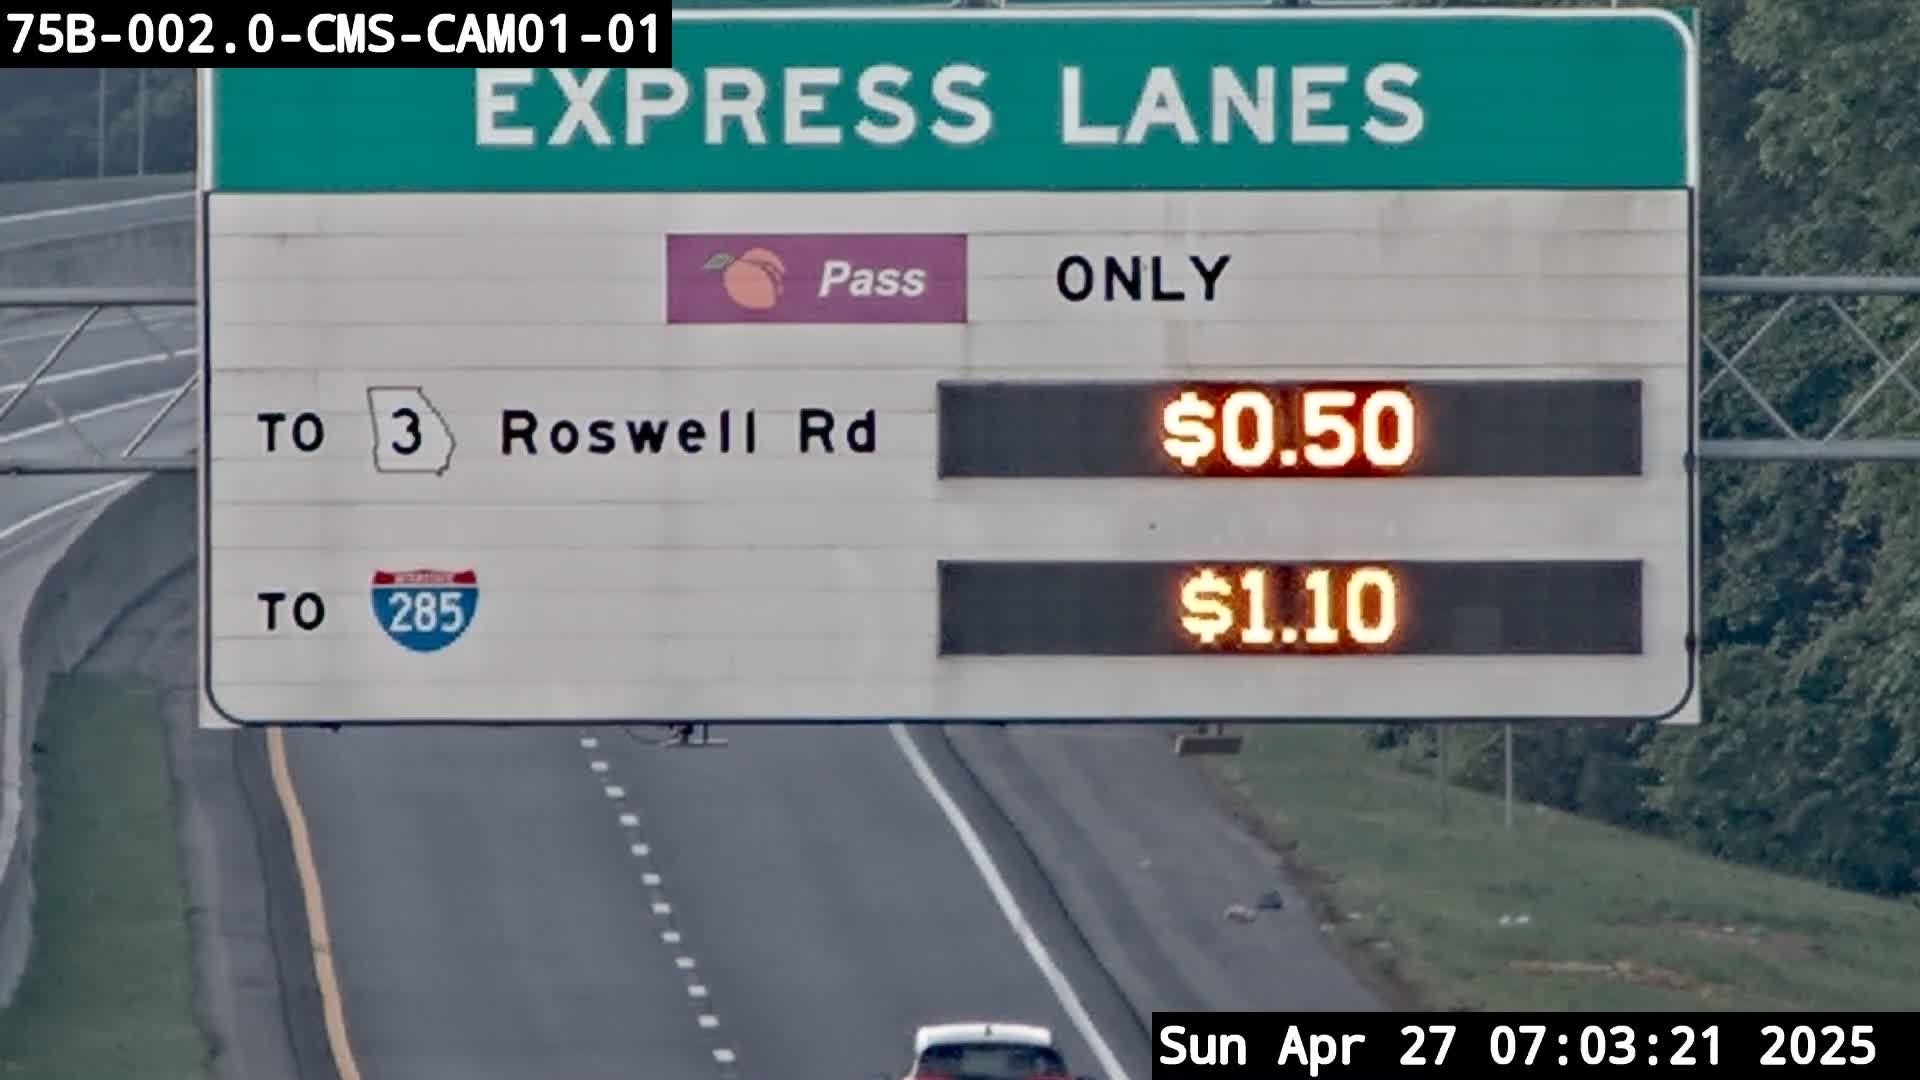 75B-002.0-CMS-CAM01-01
EXPRESS LANES
Pass ONLY
TO 3 Roswell Rd $0.50
TO 285 $1.10
Sun Apr 27 07:03:21 2025